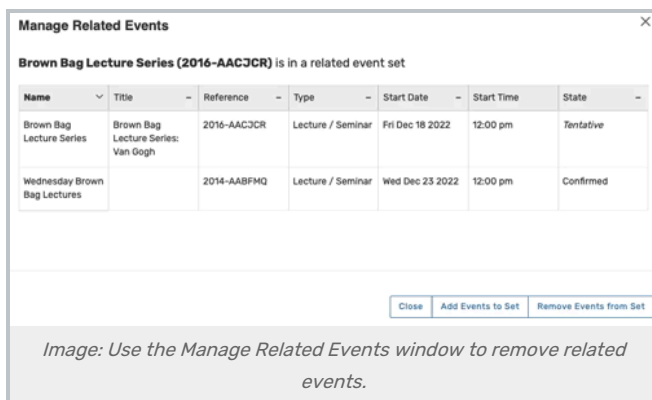 Manage Related Events
×
Brown Bag Lecture Series (2016-AACJCR) is in a related event set
Name Title – Reference – Type – Start Date – Start Time State –
Brown Bag Brown Bag 2016-AACJCR Lecture / Seminar Fri Dec 18 2022 12:00 pm Tentative
Lecture Series Lecture Series:
Van Gogh
Wednesday Brown 2014-AABFMQ Lecture / Seminar Wed Dec 23 2022 12:00 pm Confirmed
Bag Lectures
Close Add Events to Set Remove Events from Set
Image: Use the Manage Related Events window to remove related
events.